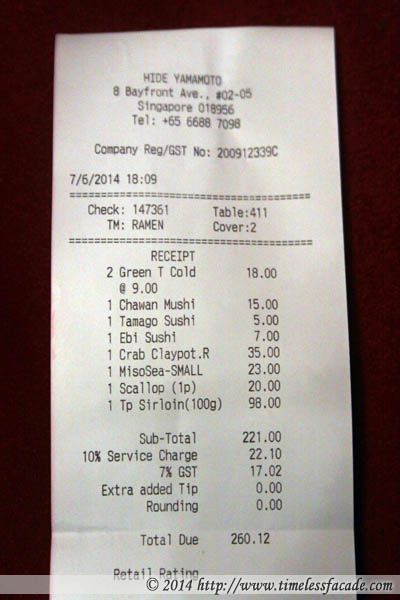 HIDE YAMAMOTO
8 Bayfront Ave., #02-05
Singapore 018956
Tel: +65 6688 7098
Company Reg/GST No: 200912339C
7/6/2014 18:09
==========================================
Check: 147361 Table:411
TM: RAMEN Cover:2
==========================================
RECEIPT
2 Green T Cold 18.00
@ 9.00
1 Chawan Mushi 15.00
1 Tamago Sushi 5.00
1 Ebi Sushi 7.00
1 Crab Claypot.R 35.00
1 MisoSea-SMALL 23.00
1 Scallop (1p) 20.00
1 Tp Sirloin(100g) 98.00
Sub-Total 221.00
10% Service Charge 22.10
7% GST 17.02
Extra added Tip 0.00
Rounding 0.00
Total Due 260.12
Retail Rating
© 2014 http://www.timelessfacade.com